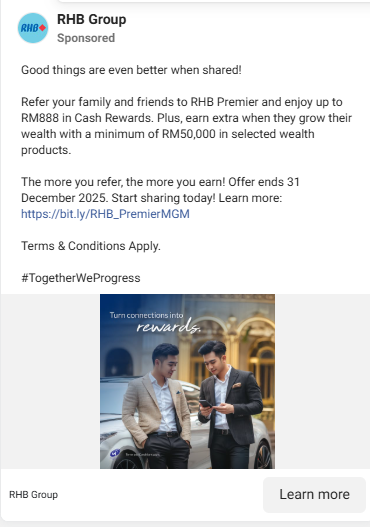 RHB
RHB Group
Sponsored
Good things are even better when shared!
Refer your family and friends to RHB Premier and enjoy up to
RM888 in Cash Rewards. Plus, earn extra when they grow their
wealth with a minimum of RM50,000 in selected wealth
products.
The more you refer, the more you earn! Offer ends 31
December 2025. Start sharing today! Learn more:
https://bit.ly/RHB_PremierMGM
Terms & Conditions Apply.
#TogetherWeProgress
Turn connections into
rewards.
RHB Group
Learn more